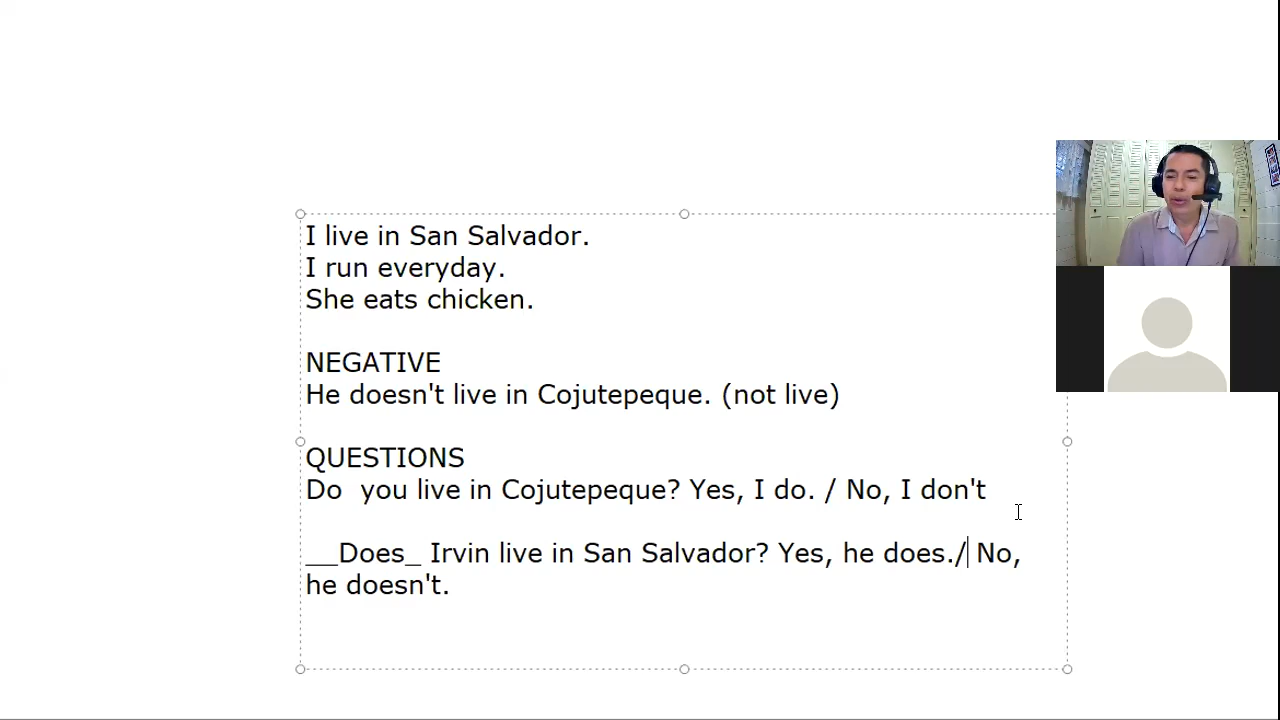 I live in San Salvador.
I run everyday.
She eats chicken.
NEGATIVE
He doesn't live in Cojutepeque. (not live)
QUESTIONS
Do  you live in Cojutepeque? Yes, I do. / No, I don't
__Does_ Irvin live in San Salvador? Yes, he does./ No,
he doesn't.